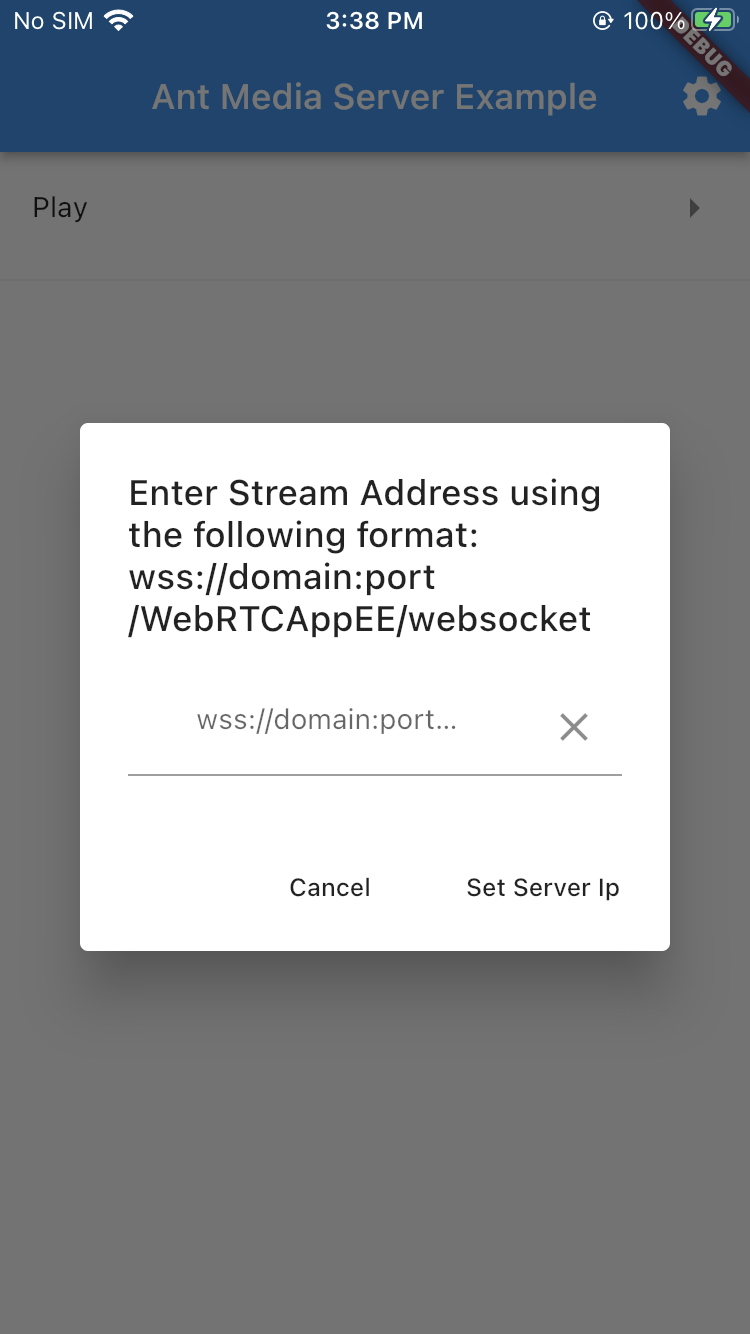 No SIM 3:38 PM 100%
DEBUG
Ant Media Server Example
Play
Enter Stream Address using
the following format:
wss://domain:port
/WebRTCAppEE/websocket
wss://domain:port...
Cancel Set Server Ip